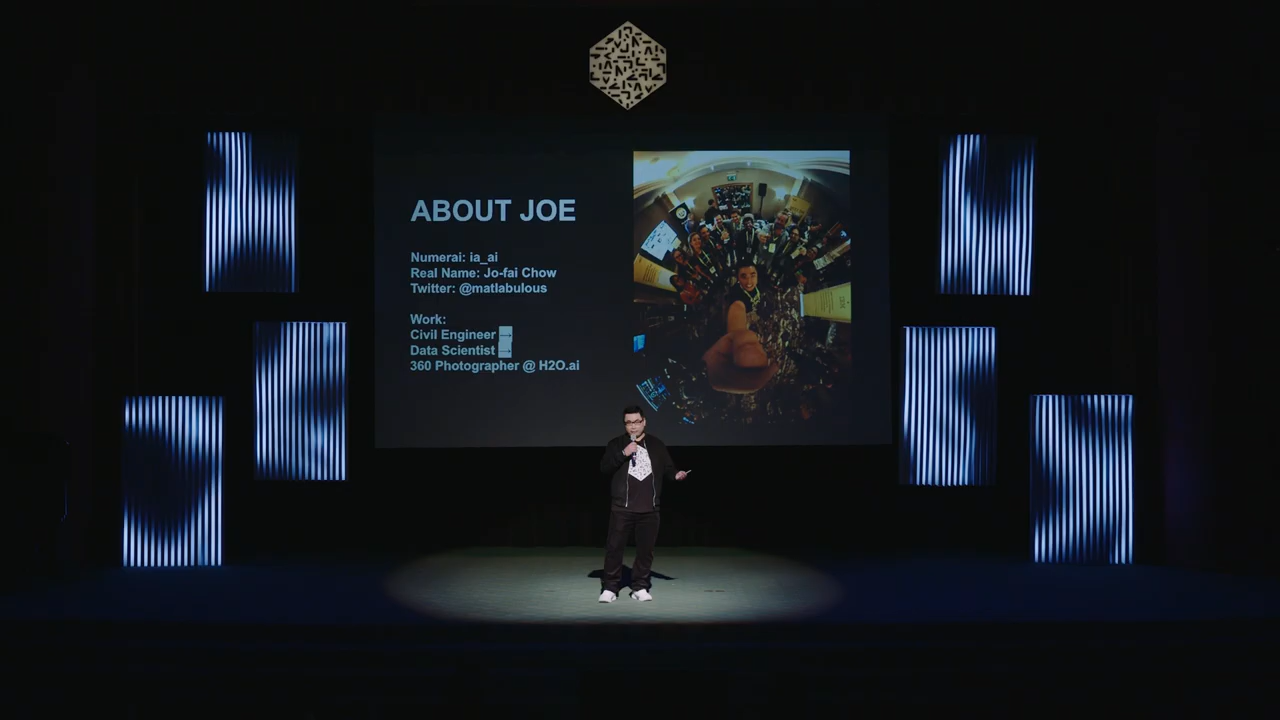 ABOUT JOE
Numerai: ia_ai
Real Name: Jo-fai Chow
Twitter: @matlabulous
Work:
Civil Engineer
Data Scientist
360 Photographer @ H2O.ai